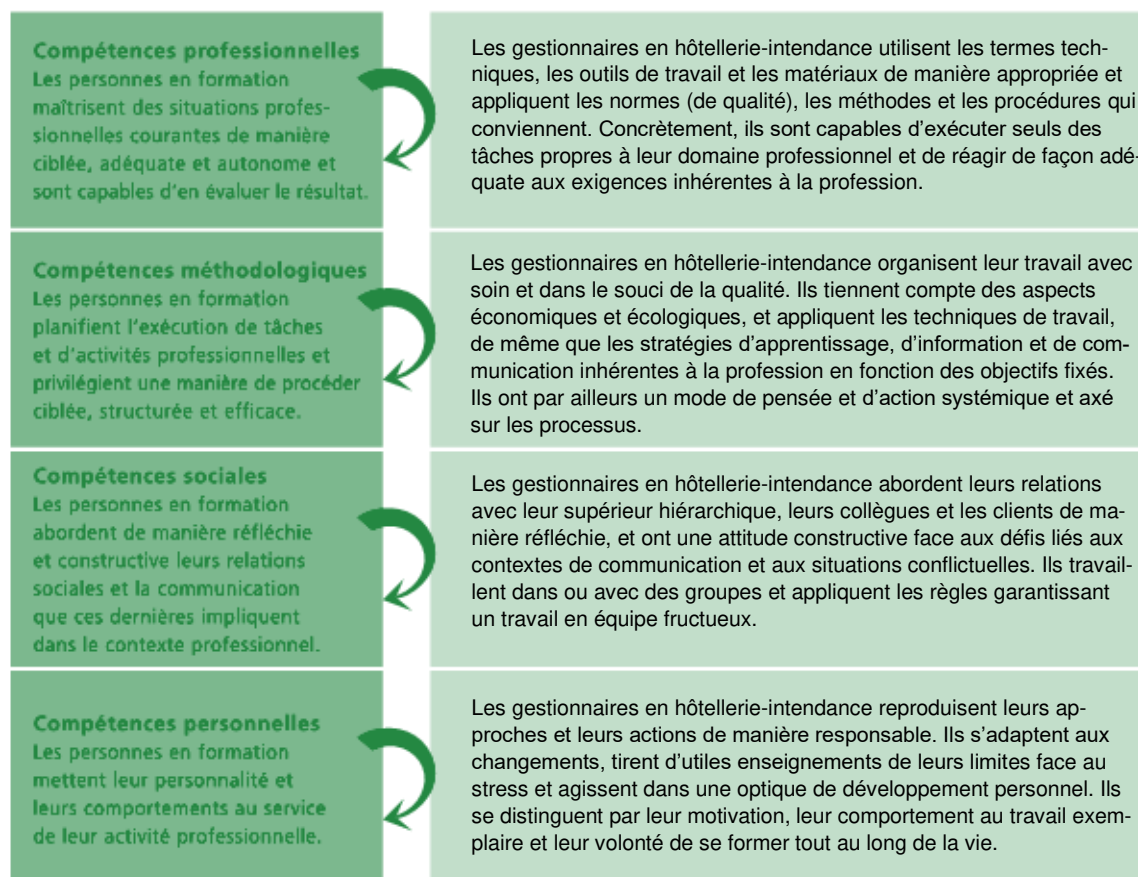 Compétences professionnelles
Les personnes en formation
maîtrisent des situations profes-
sionnelles courantes de manière
ciblée, adéquate et autonome et
sont capables d'en évaluer le résultat.
Les gestionnaires en hôtellerie-intendance utilisent les termes tech-
niques, les outils de travail et les matériaux de manière appropriée et
appliquent les normes (de qualité), les méthodes et les procédures qui
conviennent. Concrètement, ils sont capables d'exécuter seuls des
tâches propres à leur domaine professionnel et de réagir de façon adé-
quate aux exigences inhérentes à la profession.
Compétences méthodologiques
Les personnes en formation
planifient l'exécution de tâches
et d'activités professionnelles et
privilégient une manière de procéder
ciblée, structurée et efficace.
Les gestionnaires en hôtellerie-intendance organisent leur travail avec
soin et dans le souci de la qualité. Ils tiennent compte des aspects
économiques et écologiques, et appliquent les techniques de travail,
de même que les stratégies d'apprentissage, d'information et de com-
munication inhérentes à la profession en fonction des objectifs fixés.
Ils ont par ailleurs un mode de pensée et d'action systémique et axé
sur les processus.
Compétences sociales
Les personnes en formation
abordent de manière réfléchie
et constructive leurs relations
sociales et la communication
que ces dernières impliquent
dans le contexte professionnel.
Les gestionnaires en hôtellerie-intendance abordent leurs relations
avec leur supérieur hiérarchique, leurs collègues et les clients de ma-
nière réfléchie, et ont une attitude constructive face aux défis liés aux
contextes de communication et aux situations conflictuelles. Ils travail-
lent dans ou avec des groupes et appliquent les règles garantissant
un travail en équipe fructueux.
Compétences personnelles
Les personnes en formation
mettent leur personnalité et
leurs comportements au service
de leur activité professionnelle.
Les gestionnaires en hôtellerie-intendance reproduisent leurs ap-
proches et leurs actions de manière responsable. Ils s'adaptent aux
changements, tirent d'utiles enseignements de leurs limites face au
stress et agissent dans une optique de développement personnel. Ils
se distinguent par leur motivation, leur comportement au travail exem-
plaire et leur volonté de se former tout au long de la vie.